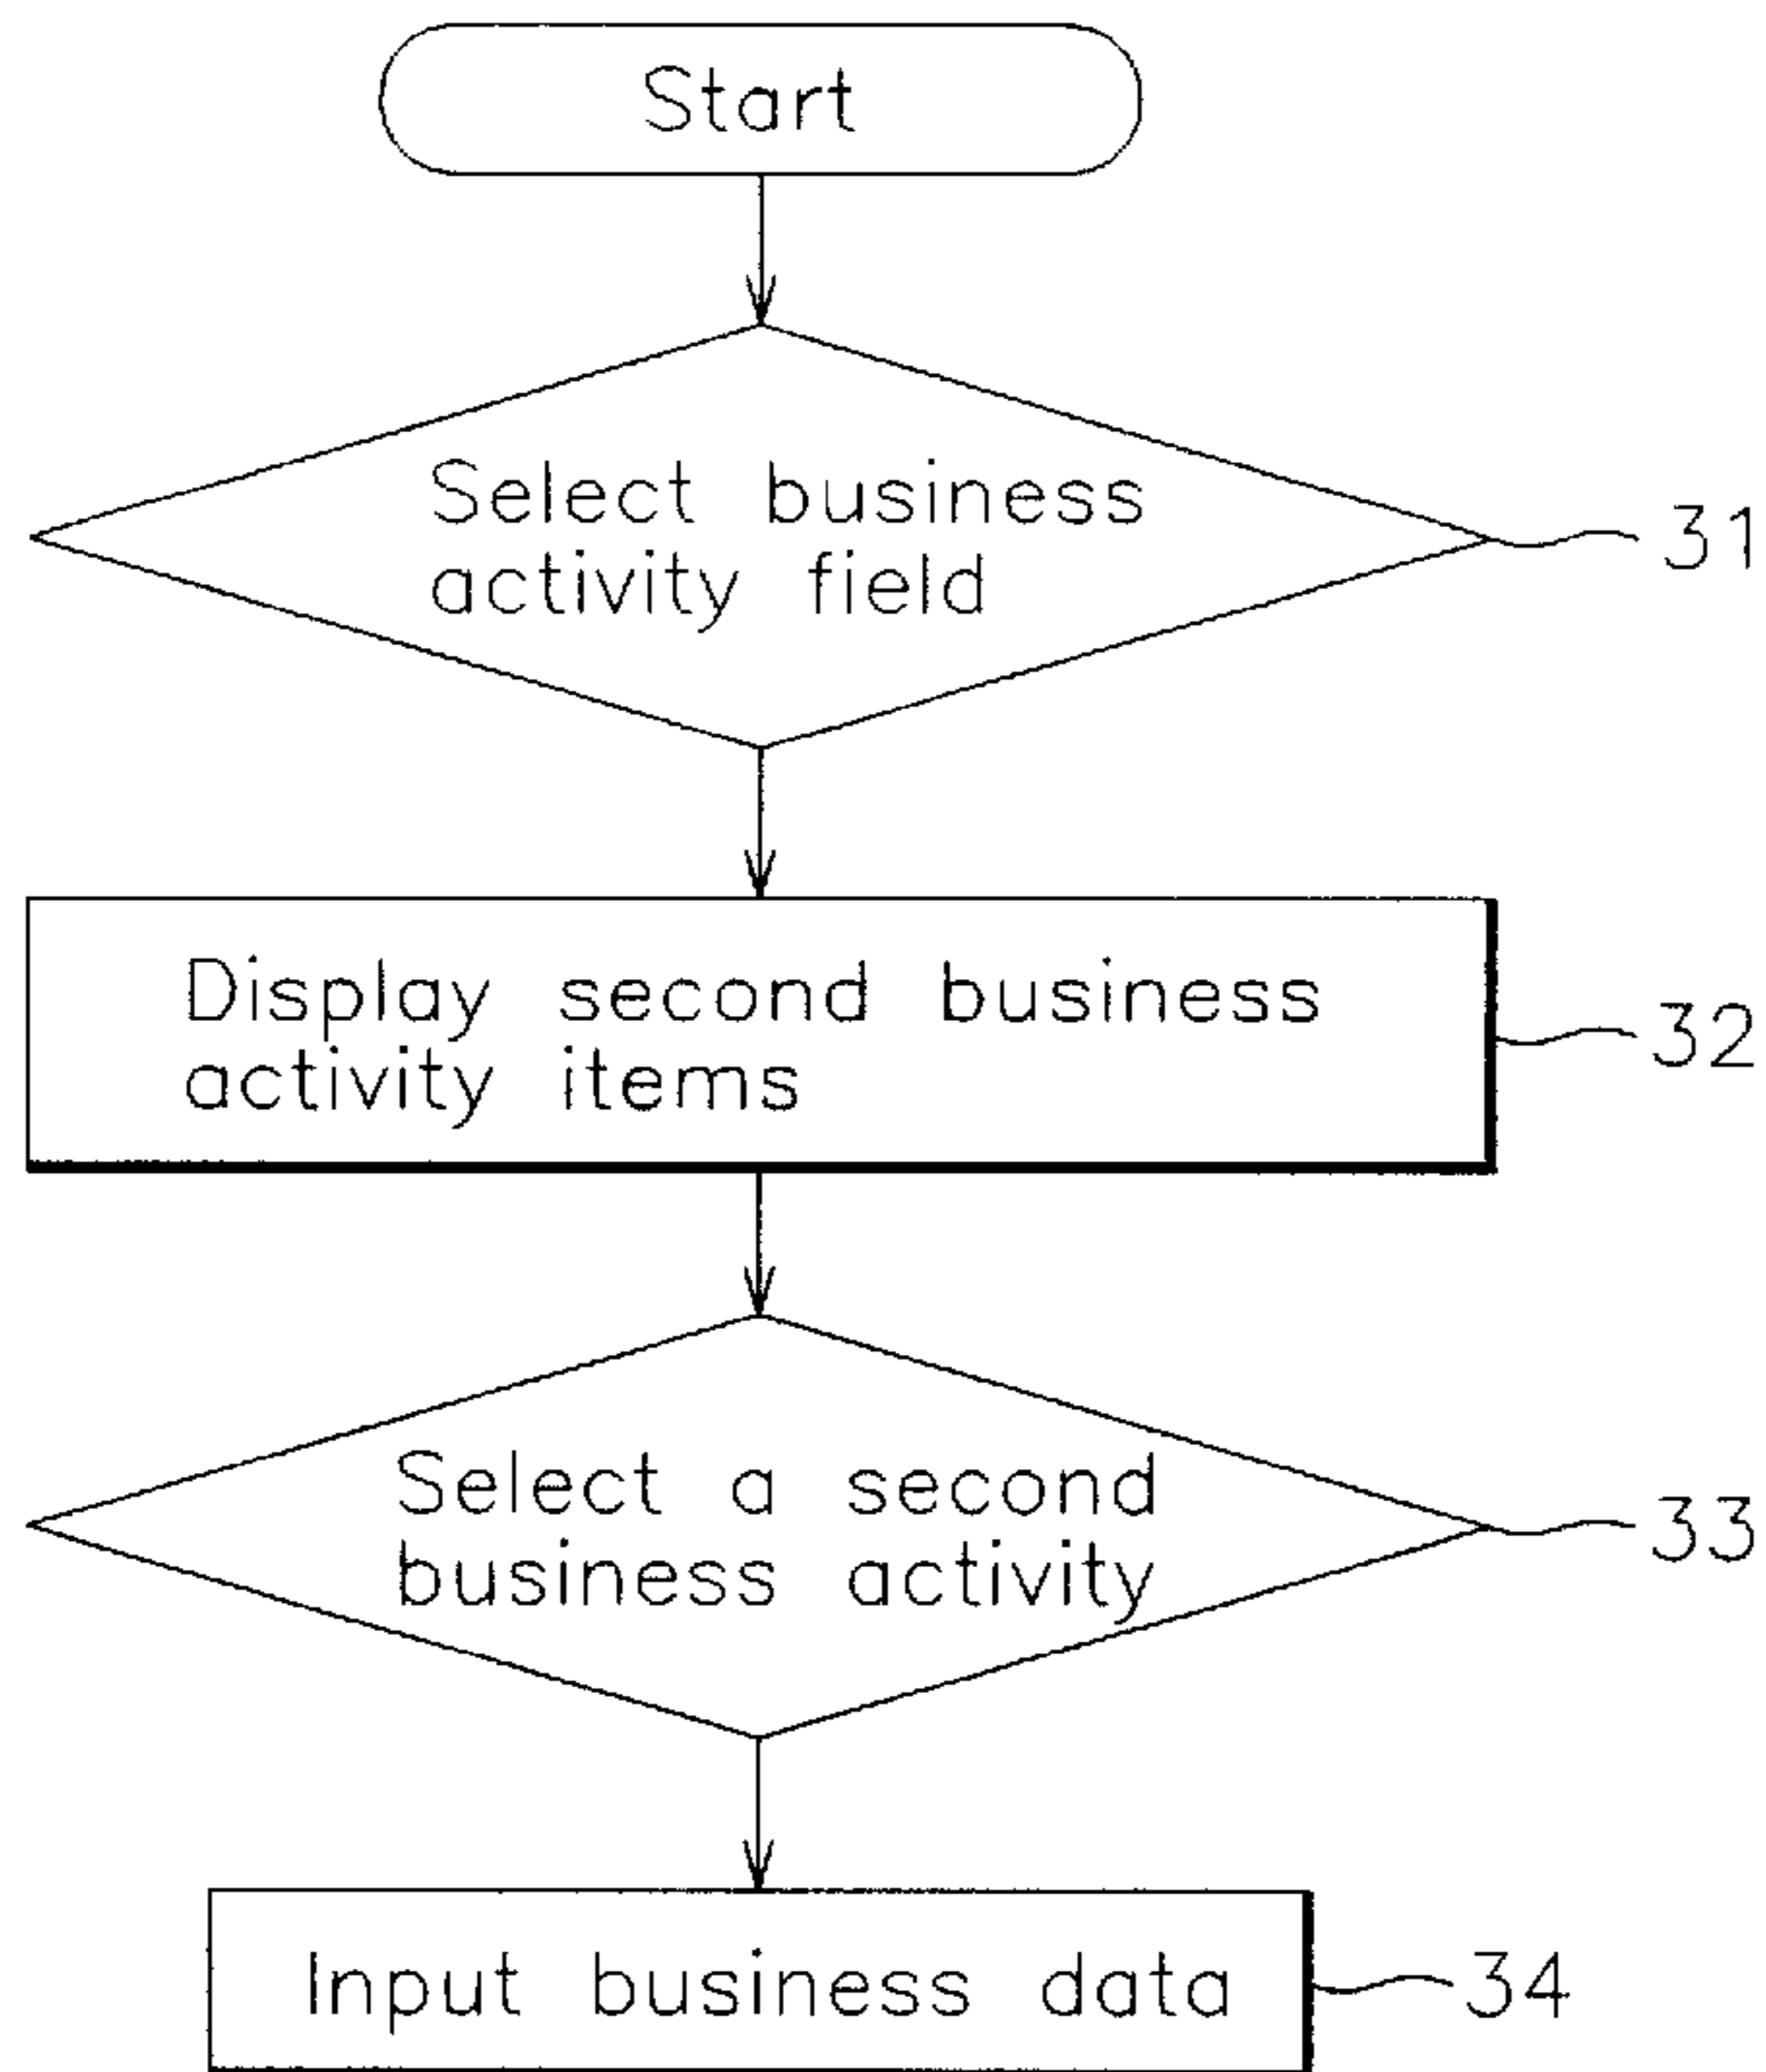 Start
Select business
activity field
31
Display second business
activity items
32
Select a second
business activity
33
Input business data
34